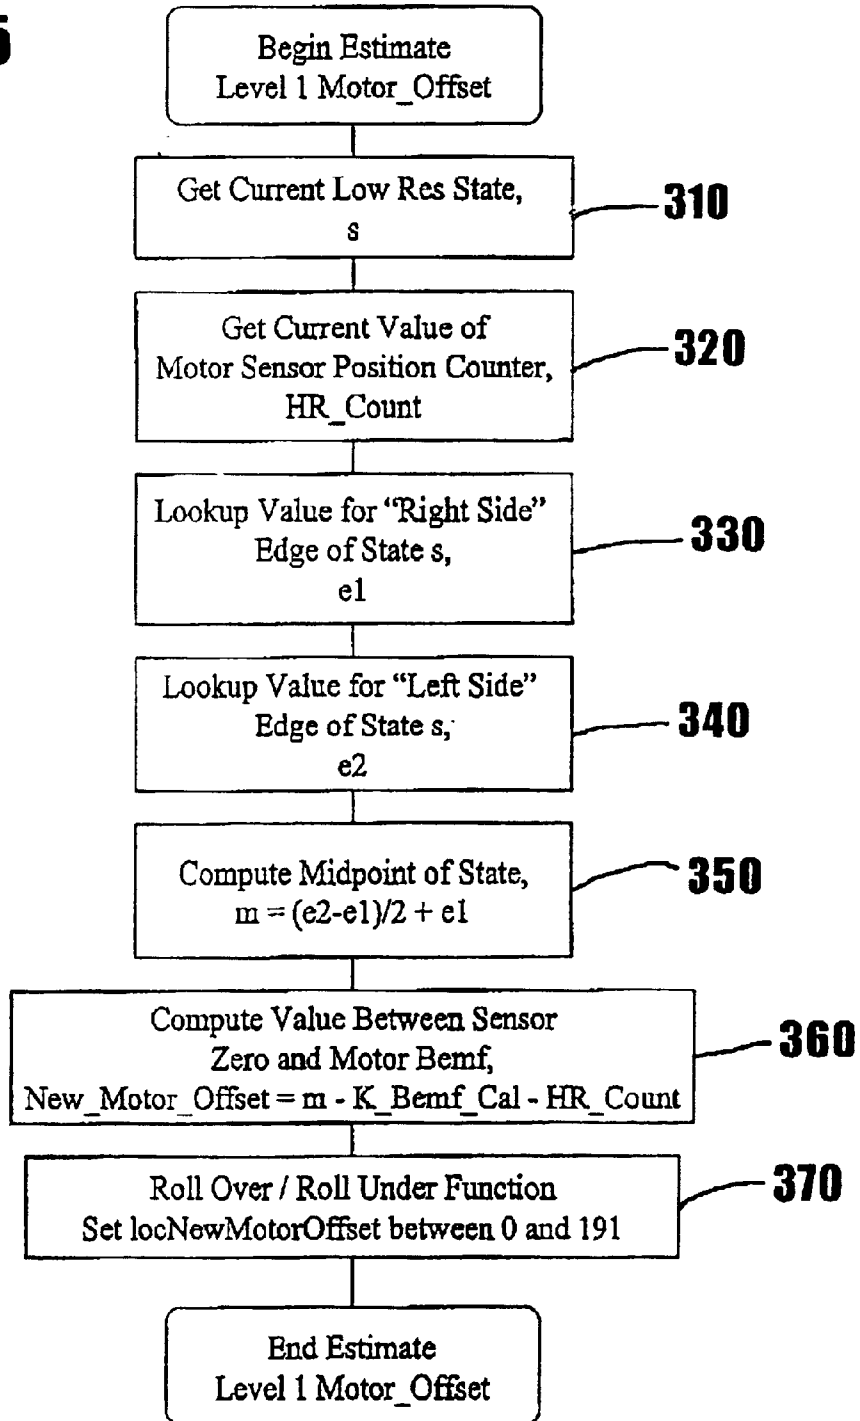 5
Begin Estimate
Level 1 Motor_Offset
Get Current Low Res State,
s
310
Get Current Value of
Motor Sensor Position Counter,
HR_Count
320
Lookup Value for “Right Side”
Edge of State s,
e1
330
Lookup Value for “Left Side”
Edge of State s,
e2
340
Compute Midpoint of State,
m = (e2-e1)/2 + e1
350
Compute Value Between Sensor
Zero and Motor Bemf,
New_Motor_Offset = m - K_Bemf_Cal - HR_Count
360
Roll Over / Roll Under Function
Set locNewMotorOffset between 0 and 191
370
End Estimate
Level 1 Motor_Offset